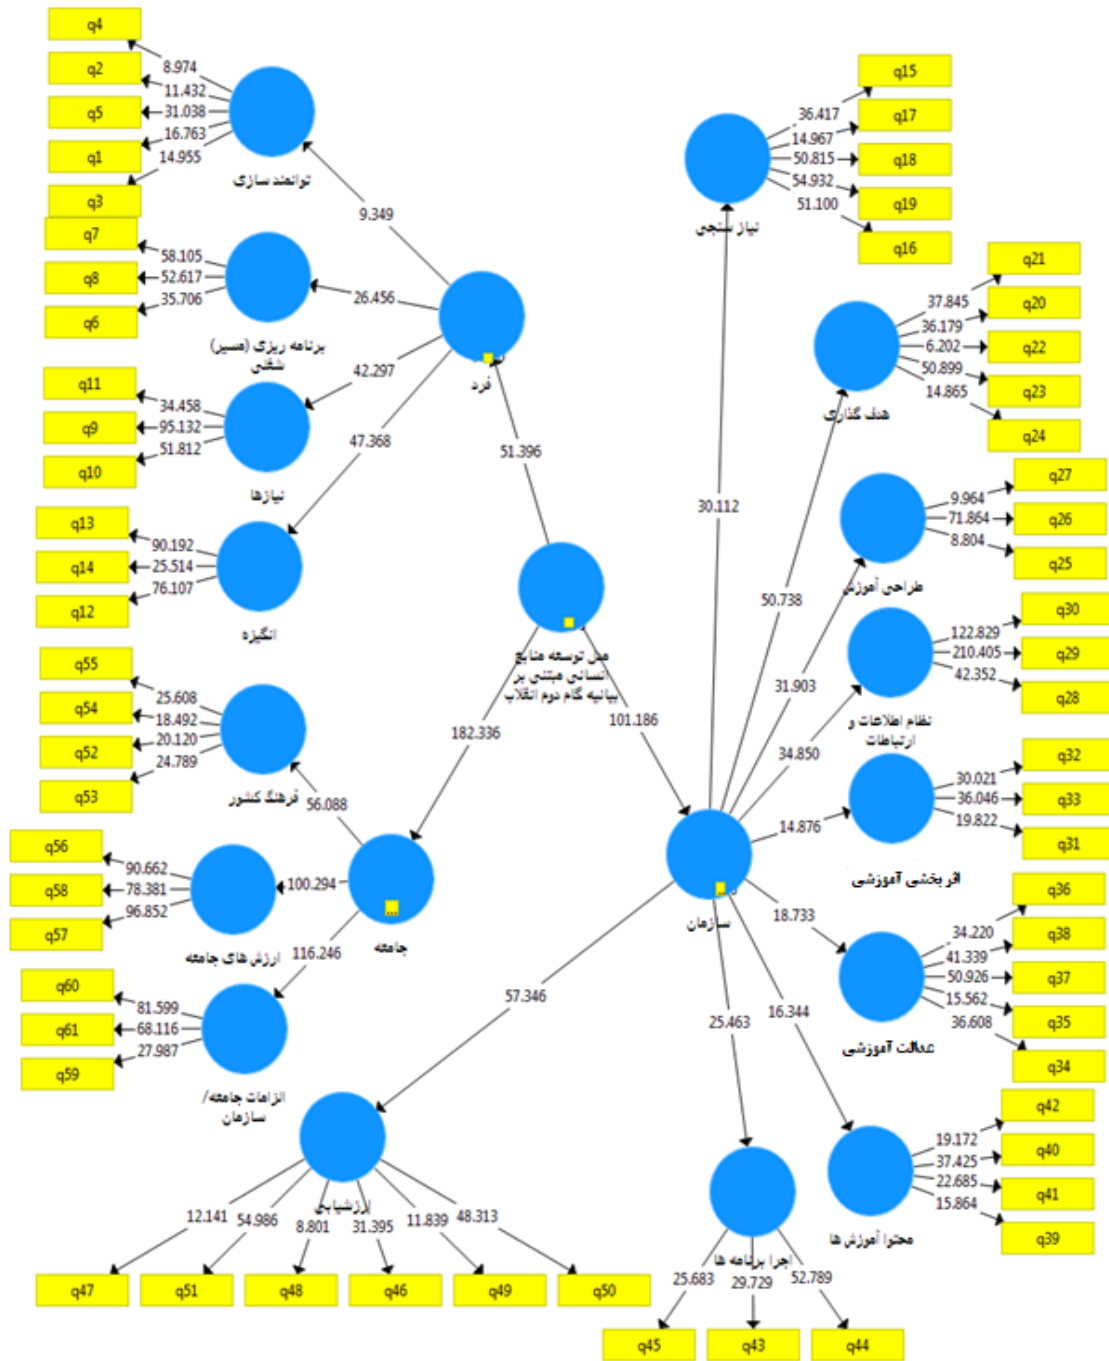 q4
q2
q5
q1
q3
8.974
11.432
31.038
16.763
14.955
توانمند سازی
9.349
q7
q8
q6
58.105
52.617
35.706
برنامه ریزی (مسیر)
شغلی
26.456
q11
q9
q10
34.458
95.132
51.812
نیازها
42.297
q13
q14
q12
90.192
25.514
76.107
انگیزه
47.368
فرد
51.396
مدل توسعه منابع
انسانی مبتنی بر
بیانیه گام دوم انقلاب
182.336
101.186
q55
q54
q52
q53
25.608
18.492
20.120
24.789
فرهنگ کشور
56.088
q56
q58
q57
90.662
78.381
96.852
ارزش های جامعه
100.294
جامعه
q60
q61
q59
81.599
68.116
27.987
الزامات جامعه/
سازمان
116.246
سازمان
30.112
نیاز سنجی
36.417
14.967
50.815
54.932
51.100
q15
q17
q18
q19
q16
50.738
هدف گذاری
37.845
36.179
6.202
50.899
14.865
q21
q20
q22
q23
q24
31.903
طراحی آموزش
9.964
71.864
8.804
q27
q26
q25
34.850
نظام اطلاعات و
ارتباطات
122.829
210.405
42.352
q30
q29
q28
14.876
اثربخشی آموزشی
30.021
36.046
19.822
q32
q33
q31
18.733
عدالت آموزشی
34.220
41.339
50.926
15.562
36.608
q36
q38
q37
q35
q34
16.344
محتوا آموزش ها
19.172
37.425
22.685
15.864
q42
q40
q41
q39
25.463
اجرا برنامه ها
25.683
29.729
52.789
q45
q43
q44
57.346
ارزشیابی
12.141
54.986
8.801
31.395
11.839
48.313
q47
q51
q48
q46
q49
q50